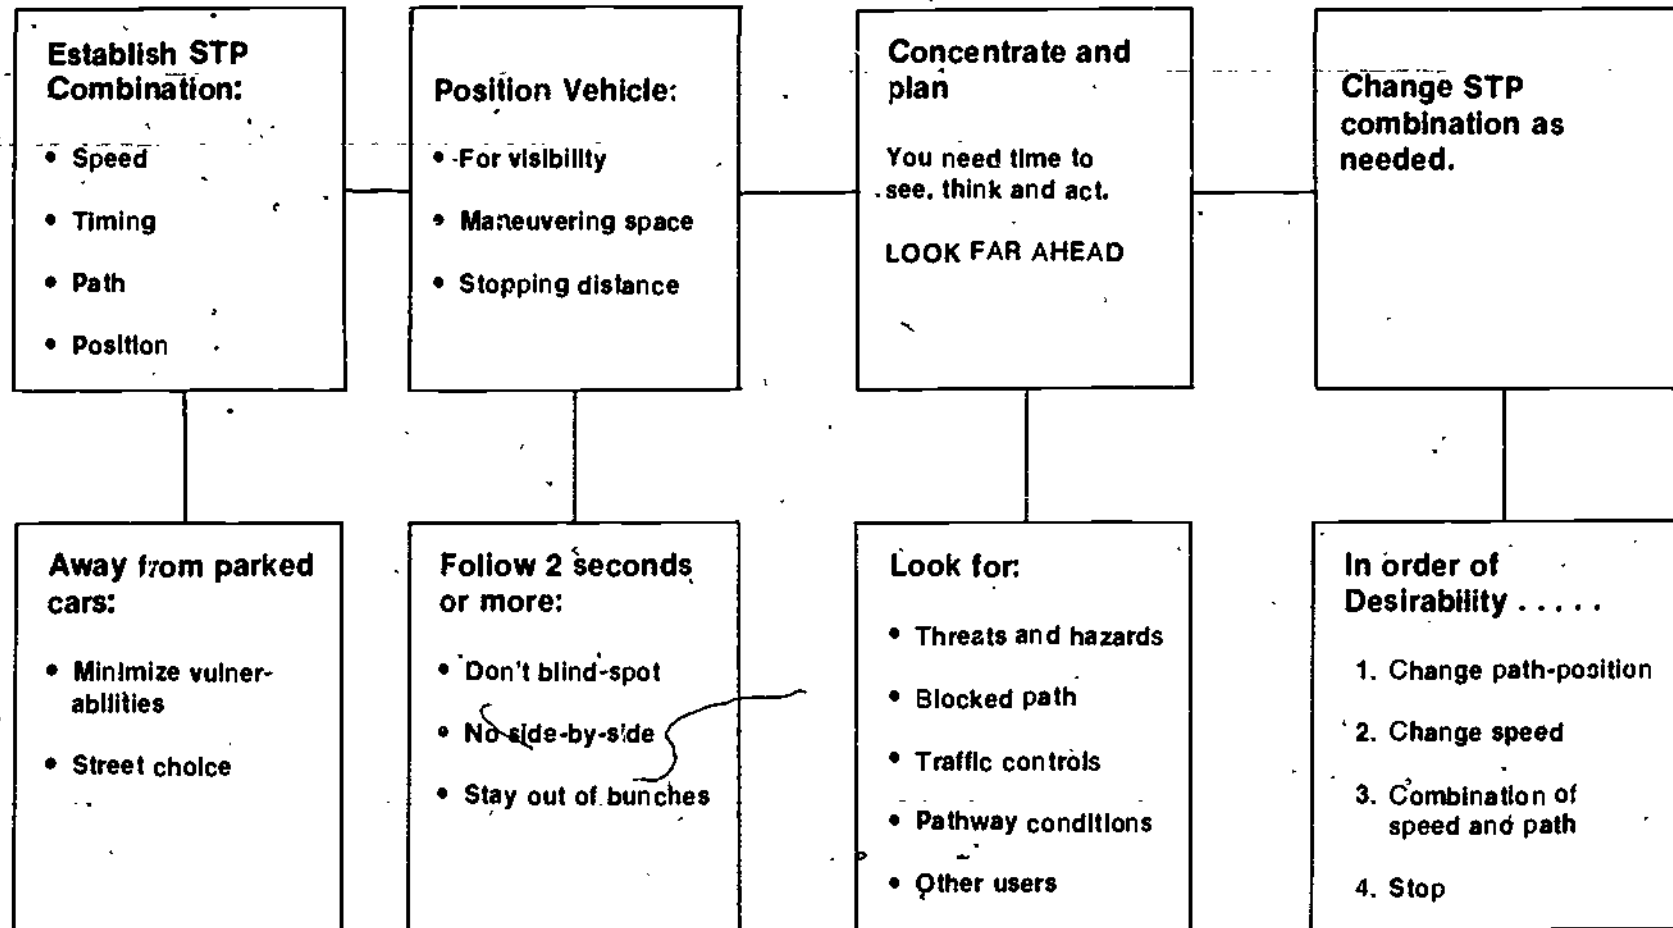 Establish STP
Combination:
• Speed
• Timing
• Path
• Position
Position Vehicle:
• For visibility
• Maneuvering space
• Stopping distance
Concentrate and
plan
You need time to
see, think and act.
LOOK FAR AHEAD
Change STP
combination as
needed.
Away from parked
cars:
• Minimize vulner-
abilities
• Street choice
Follow 2 seconds
or more:
• Don't blind-spot
• No side-by-side
• Stay out of bunches
Look for:
• Threats and hazards
• Blocked path
• Traffic controls
• Pathway conditions
• Other users
In order of
Desirability .....
1. Change path-position
2. Change speed
3. Combination of
speed and path
4. Stop